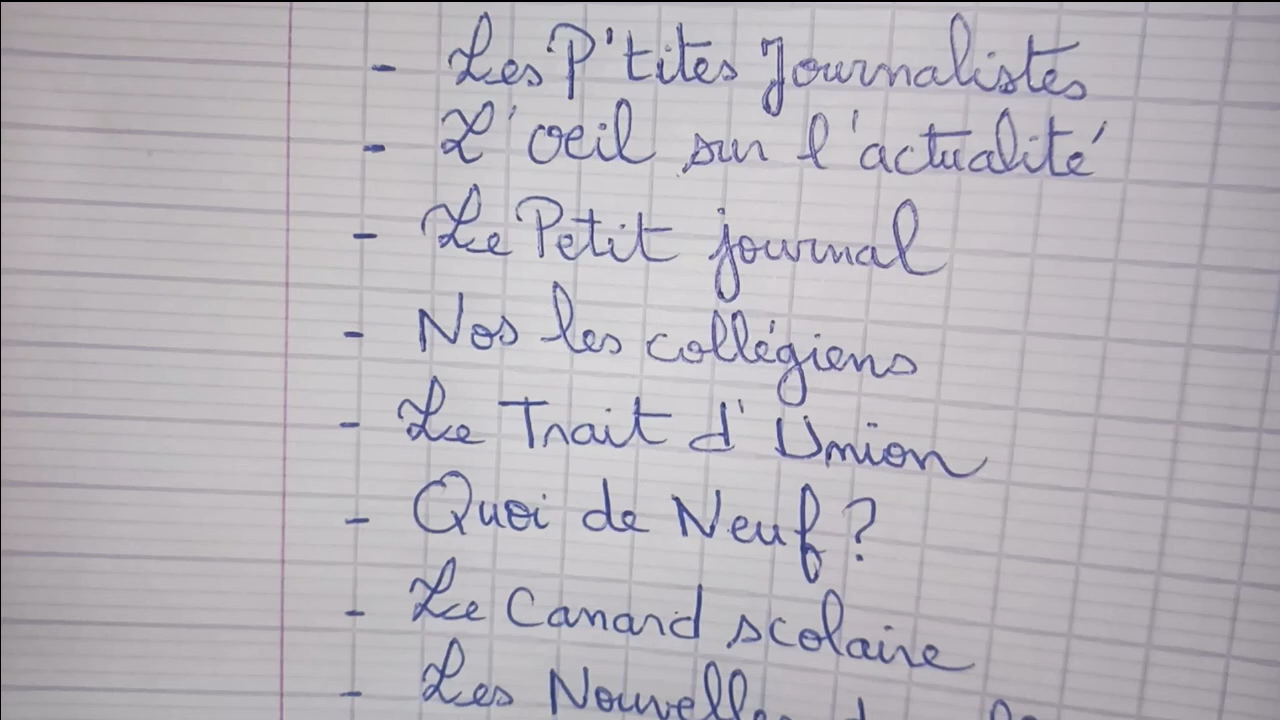 - Les P'tites Journalistes
- L'oeil sur l'actualité
- Le Petit journal
- Nos les collégiens
- Le Trait d'Union
- Quoi de Neuf ?
- Le Canard scolaire
- Les